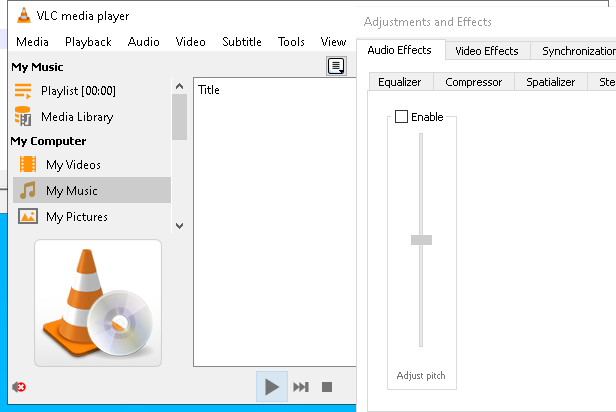 VLC media player
Media Playback Audio Video Subtitle Tools View
My Music
Playlist [00:00]
Media Library
My Computer
My Videos
My Music
My Pictures
Title
Adjustments and Effects
Audio Effects Video Effects Synchronization
Equalizer Compressor Spatializer Ste
Enable
Adjust pitch